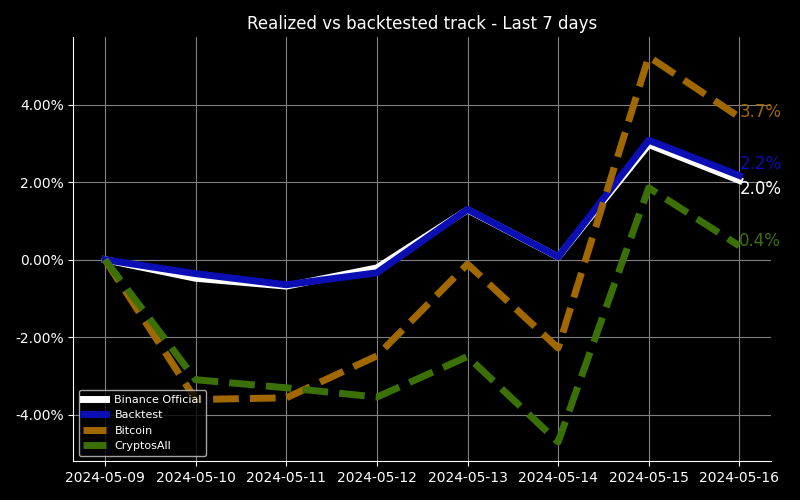 Realized vs backtested track - Last 7 days
4.00%
2.00%
0.00%
-2.00%
-4.00%
3.7%
2.2%
2.0%
0.4%
Binance Official
Backtest
Bitcoin
CryptosAll
2024-05-09 2024-05-10 2024-05-11 2024-05-12 2024-05-13 2024-05-14 2024-05-15 2024-05-16